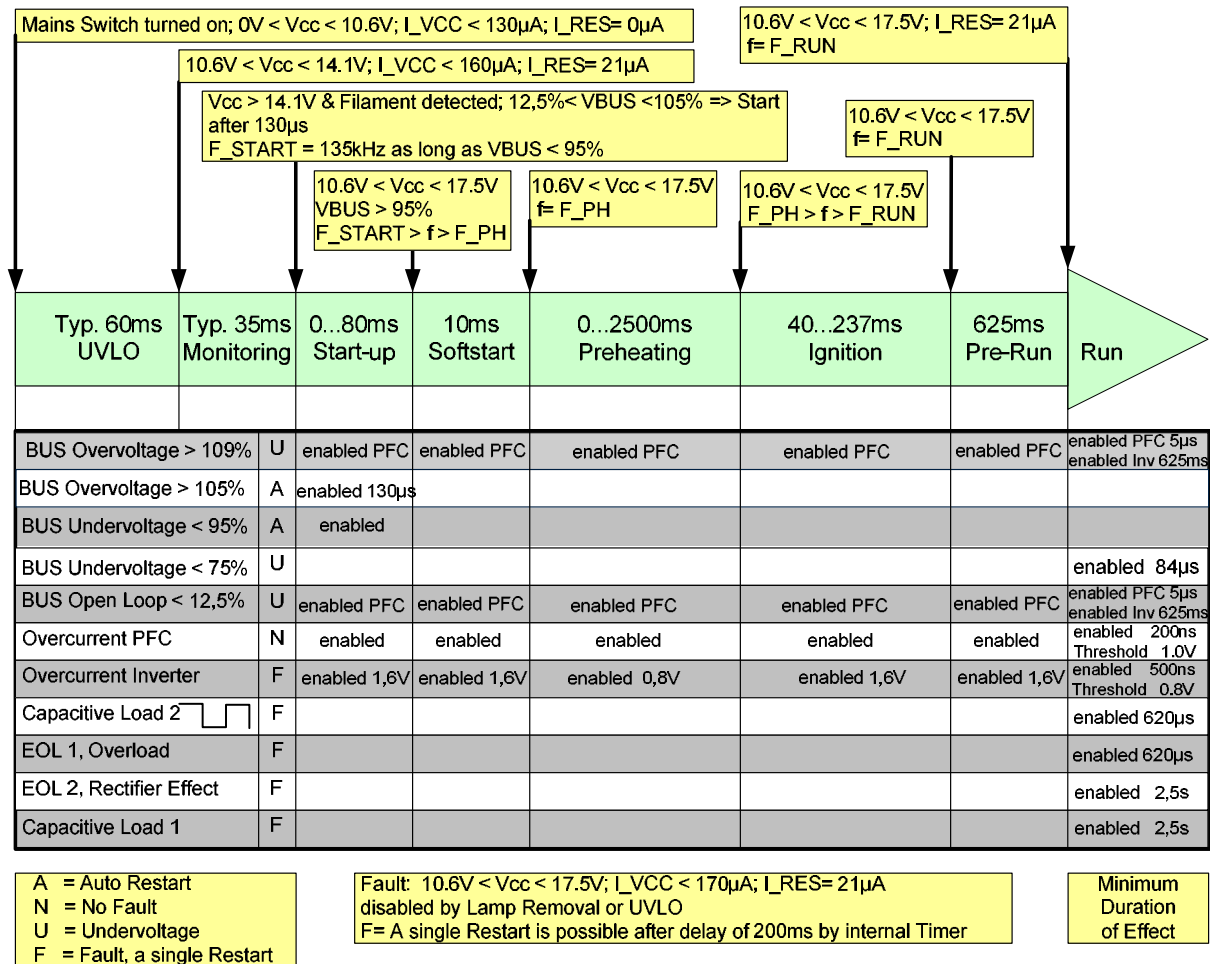 Mains Switch turned on; 0V < Vcc < 10.6V; I_VCC < 130µA; I_RES= 0µA
10.6V < Vcc < 17.5V; I_RES= 21µA
f= F_RUN
10.6V < Vcc < 14.1V; I_VCC < 160µA; I_RES= 21µA
Vcc > 14.1V & Filament detected; 12,5%< VBUS <105% => Start
after 130µs
F_START = 135kHz as long as VBUS < 95%
10.6V < Vcc < 17.5V
f= F_RUN
10.6V < Vcc < 17.5V
VBUS > 95%
F_START > f > F_PH
10.6V < Vcc < 17.5V
f= F_PH
10.6V < Vcc < 17.5V
F_PH > f > F_RUN
Typ. 60ms
UVLO
Typ. 35ms
Monitoring
0...80ms
Start-up
10ms
Softstart
0...2500ms
Preheating
40...237ms
Ignition
625ms
Pre-Run
Run
BUS Overvoltage > 109% U enabled PFC enabled PFC enabled PFC enabled PFC enabled PFC enabled PFC 5µs
enabled Inv 625ms
BUS Overvoltage > 105% A enabled 130µs
BUS Undervoltage < 95% A enabled
BUS Undervoltage < 75% U enabled 84µs
BUS Open Loop < 12,5% U enabled PFC enabled PFC enabled PFC enabled PFC enabled PFC enabled PFC 5µs
enabled Inv 625ms
Overcurrent PFC N enabled enabled enabled enabled enabled enabled 200ns
Threshold 1.0V
Overcurrent Inverter F enabled 1,6V enabled 1,6V enabled 0,8V enabled 1,6V enabled 1,6V enabled 500ns
Threshold 0.8V
Capacitive Load 2 F enabled 620µs
EOL 1, Overload F enabled 620µs
EOL 2, Rectifier Effect F enabled 2,5s
Capacitive Load 1 F enabled 2,5s
A = Auto Restart
N = No Fault
U = Undervoltage
F = Fault, a single Restart
Fault: 10.6V < Vcc < 17.5V; I_VCC < 170µA; I_RES= 21µA
disabled by Lamp Removal or UVLO
F= A single Restart is possible after delay of 200ms by internal Timer
Minimum
Duration
of Effect